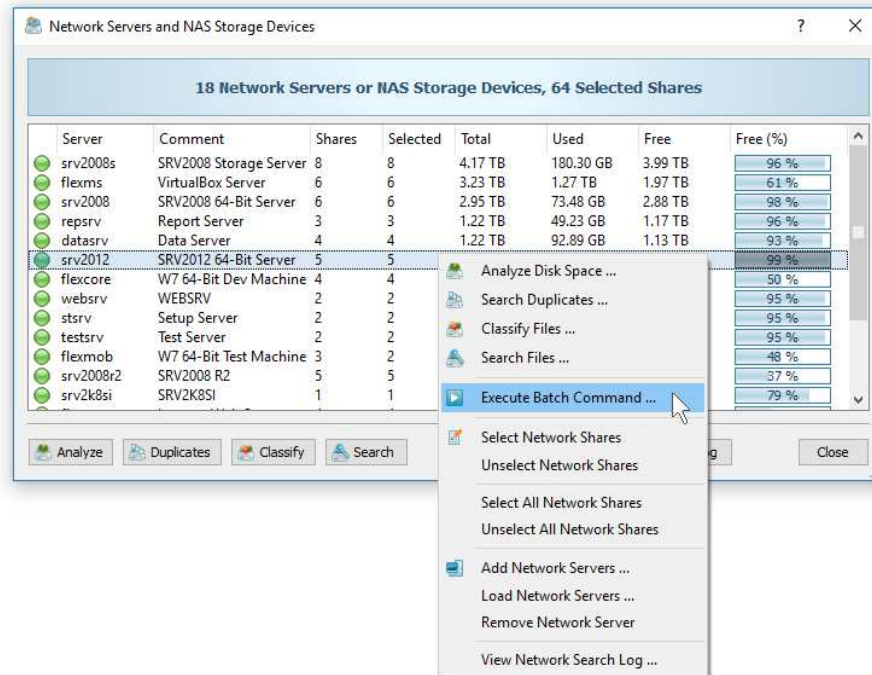 Network Servers and NAS Storage Devices ? ×
18 Network Servers or NAS Storage Devices, 64 Selected Shares
Server Comment Shares Selected Total Used Free Free (%)
srv2008s SRV2008 Storage Server 8 8 4.17 TB 180.30 GB 3.99 TB 96 %
flexms VirtualBox Server 6 6 3.23 TB 1.27 TB 1.97 TB 61 %
srv2008 SRV2008 64-Bit Server 6 6 2.95 TB 73.48 GB 2.88 TB 98 %
repsrv Report Server 3 3 1.22 TB 49.23 GB 1.17 TB 96 %
datasrv Data Server 4 4 1.22 TB 92.89 GB 1.13 TB 93 %
srv2012 SRV2012 64-Bit Server 5 5 99 %
flexcore W7 64-Bit Dev Machine 4 4 50 %
websrv WEBSRV 2 2 95 %
stsrv Setup Server 2 2 95 %
testsrv Test Server 2 2 95 %
flexmob W7 64-Bit Test Machine 3 2 48 %
srv2008r2 SRV2008 R2 5 5 37 %
srv2k8si SRV2K8SI 1 1 79 %
Analyze Duplicates Classify Search Close
Analyze Disk Space ...
Search Duplicates ...
Classify Files ...
Search Files ...
Execute Batch Command ...
Select Network Shares
Unselect Network Shares
Select All Network Shares
Unselect All Network Shares
Add Network Servers ...
Load Network Servers ...
Remove Network Server
View Network Search Log ...